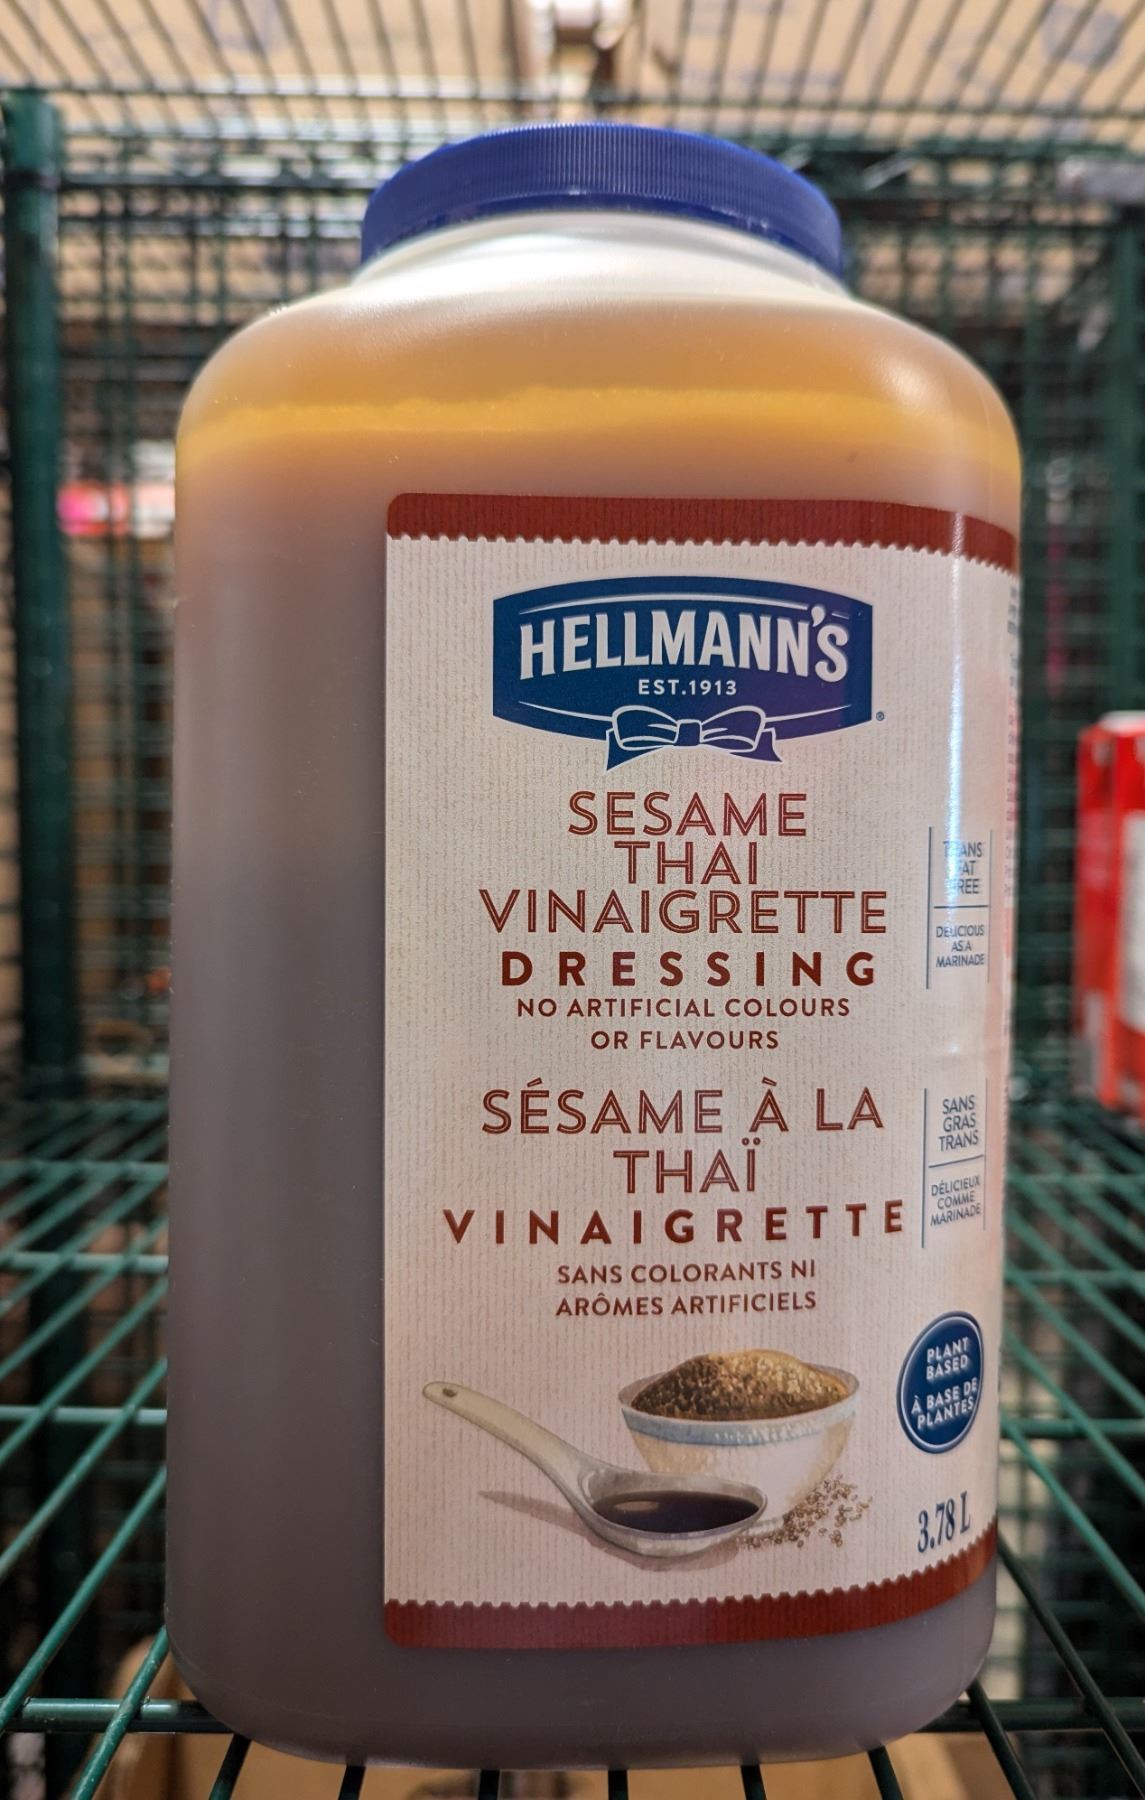 HELLMANN'S
EST.1913
SESAME
THAI
VINAIGRETTE
DRESSING
NO ARTIFICIAL COLOURS
OR FLAVOURS
TRANS
FAT
FREE
DELICIOUS
AS A
MARINADE
SÉSAME À LA
THAÏ
VINAIGRETTE
SANS COLORANTS NI
ARÔMES ARTIFICIELS
SANS
GRAS
TRANS
DÉLICIEUX
COMME
MARINADE
PLANT
BASED
À BASE DE
PLANTES
3.78 L